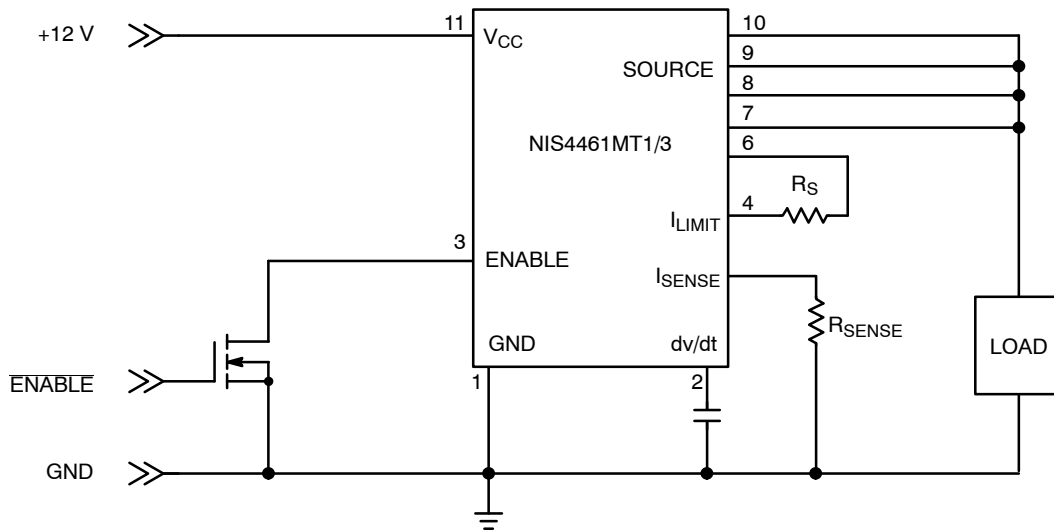 +12 V
11
VCC
10
SOURCE
9
8
7
NIS4461MT1/3
6
RS
ILIMIT
4
3
ENABLE
ISENSE
RSENSE
GND
dv/dt
LOAD
ENABLE
1
2
GND